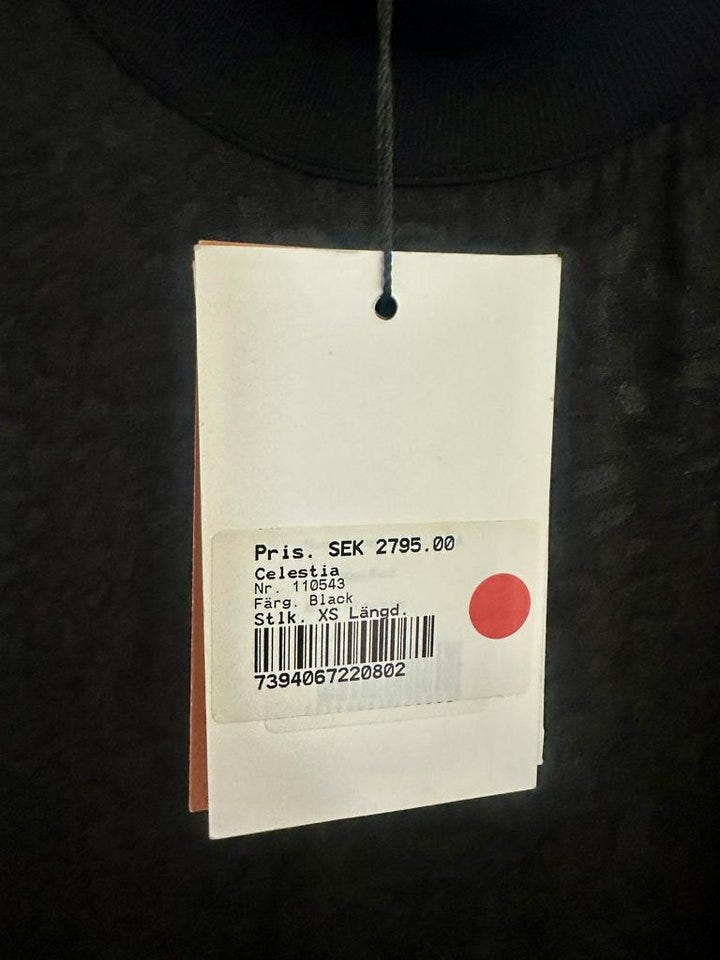 Pris. SEK 2795.00
Celestia
Nr. 110543
Färg. Black
Stlk. XS Längd.
7394067220802